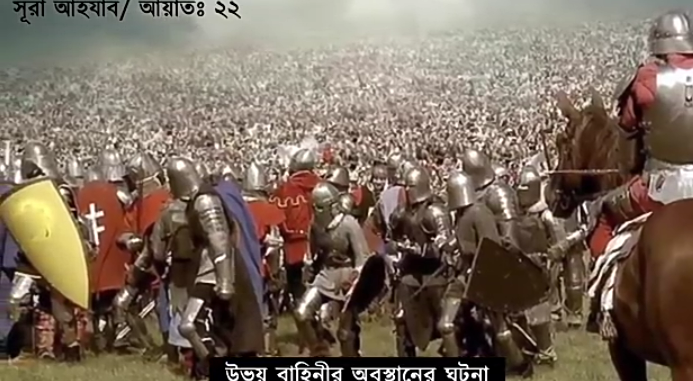 সূরা আহযাব/ আয়াতঃ ২২
উভয় বাহিনীর অবস্থানের ঘটনা